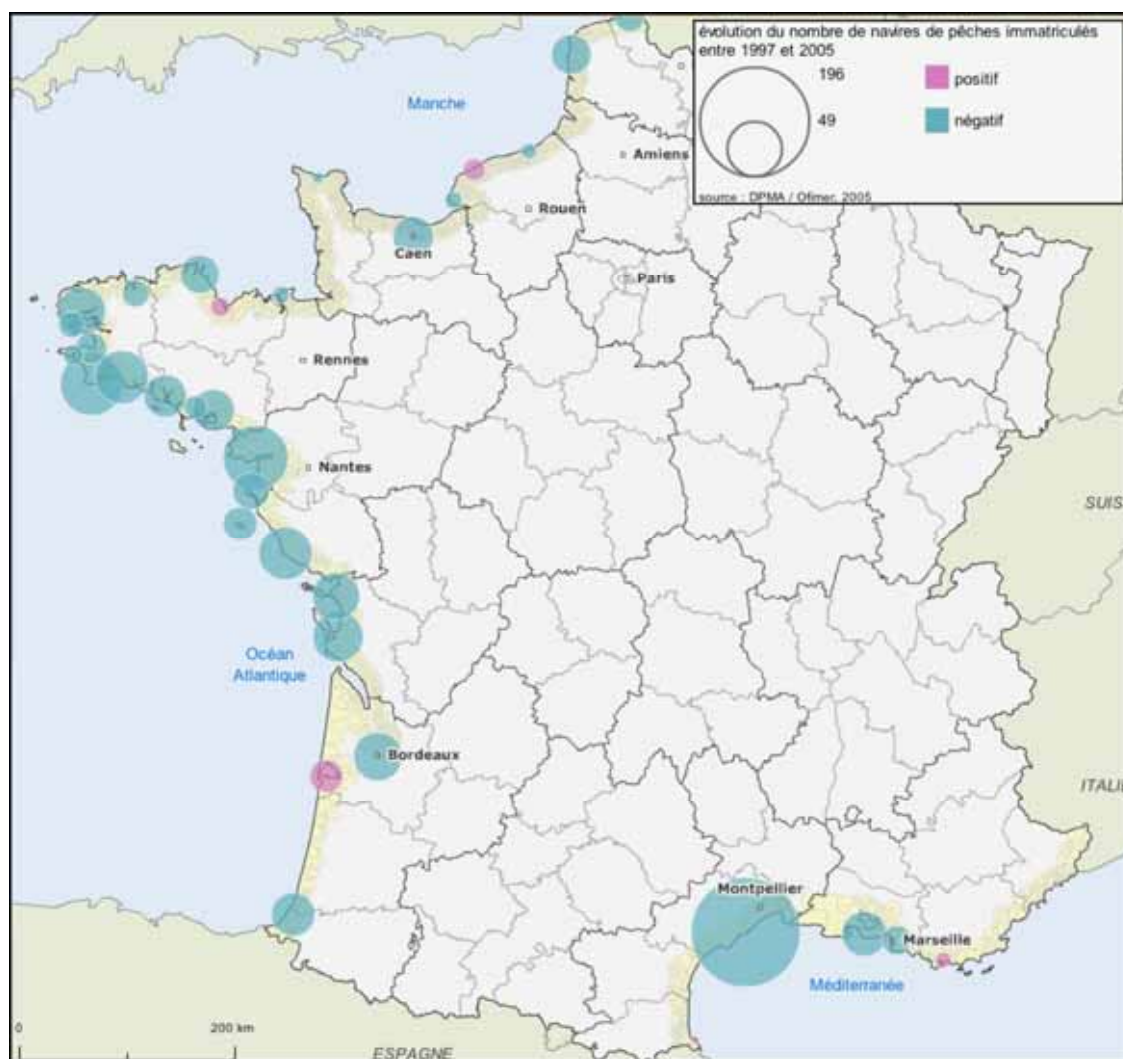 évolution du nombre de navires de pêches immatriculés
entre 1997 et 2005
196
49
positif
négatif
source : DPMA / Ofimer, 2005
Manche
Amiens
Rouen
Caen
Paris
Rennes
Nantes
SUIS
Océan
Atlantique
Bordeaux
ITALIE
Montpellier
Marseille
Méditerranée
0
200 km
ESPAGNE